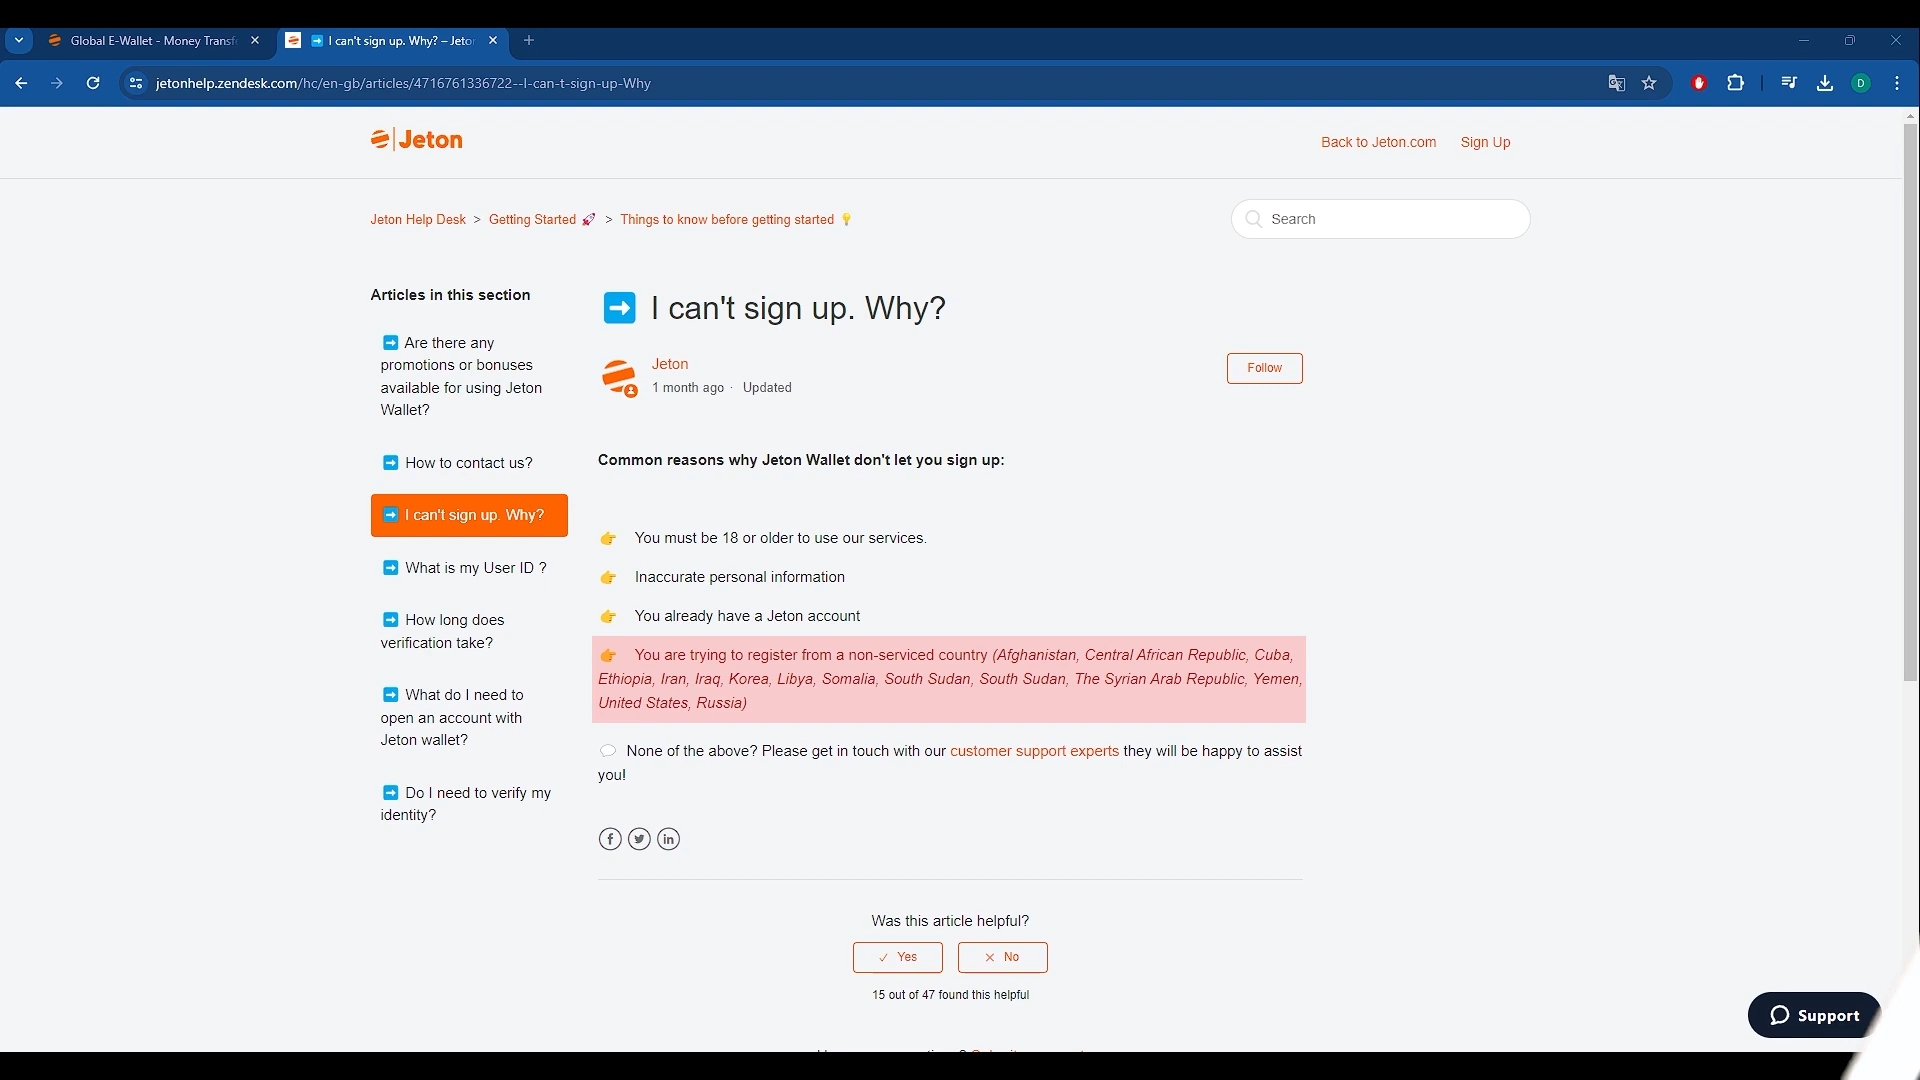 Global E-Wallet - Money Transf
➡️ I can't sign up. Why? – Jeto
jetonhelp.zendesk.com/hc/en-gb/articles/4716761336722--I-can-t-sign-up-Why
D
Jeton
Back to Jeton.com
Sign Up
Jeton Help Desk > Getting Started 🚀 > Things to know before getting started 💡
Search
Articles in this section
➡️ Are there any
promotions or bonuses
available for using Jeton
Wallet?
➡️ How to contact us?
➡️ I can't sign up. Why?
➡️ What is my User ID ?
➡️ How long does
verification take?
➡️ What do I need to
open an account with
Jeton wallet?
➡️ Do I need to verify my
identity?
➡️ I can't sign up. Why?
Jeton
1 month ago · Updated
Follow
Common reasons why Jeton Wallet don't let you sign up:
👉 You must be 18 or older to use our services.
👉 Inaccurate personal information
👉 You already have a Jeton account
👉 You are trying to register from a non-serviced country (Afghanistan, Central African Republic, Cuba,
Ethiopia, Iran, Iraq, Korea, Libya, Somalia, South Sudan, South Sudan, The Syrian Arab Republic, Yemen,
United States, Russia)
💬 None of the above? Please get in touch with our customer support experts they will be happy to assist
you!
Was this article helpful?
✓ Yes
✕ No
15 out of 47 found this helpful
Support